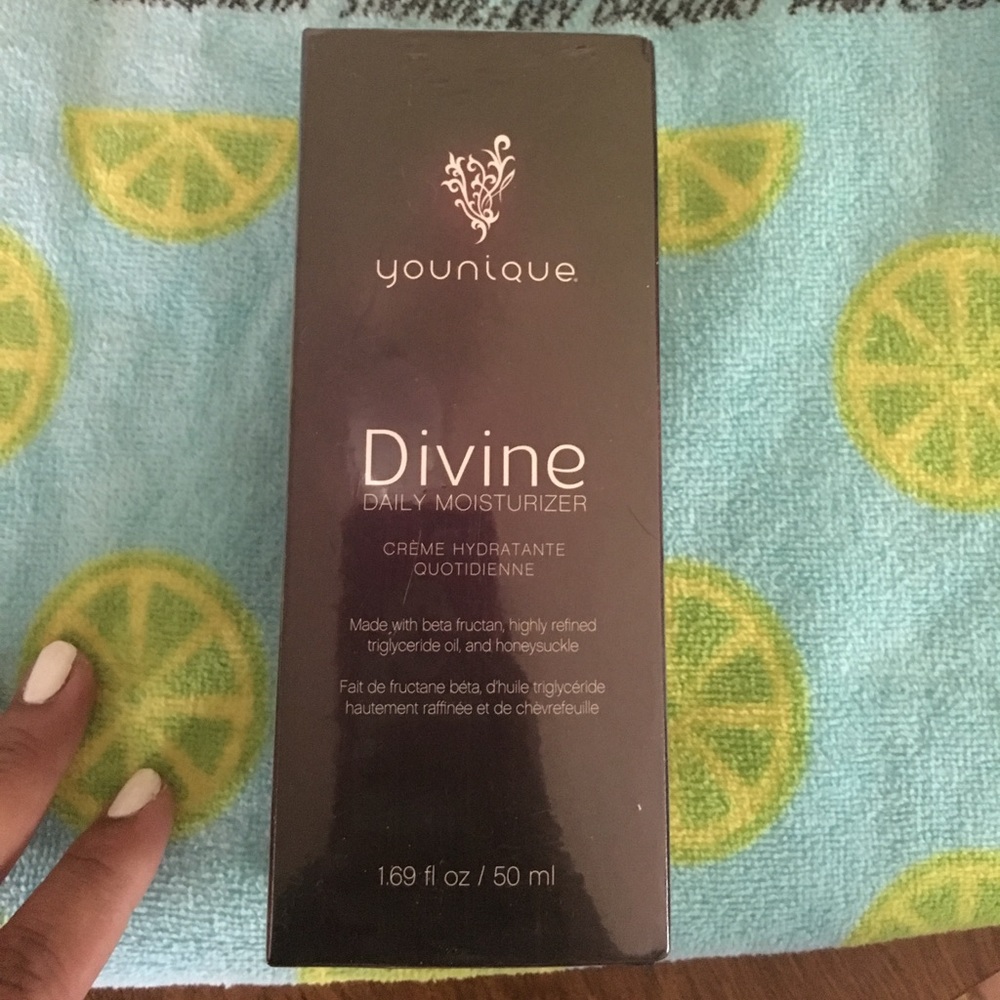 younique
Divine
DAILY MOISTURIZER
CRÈME HYDRATANTE
QUOTIDIENNE
Made with beta fructan, highly refined
triglyceride oil, and honeysuckle
Fait de fructane bêta, d'huile triglycéride
hautement raffinée et de chèvrefeuille
1.69 fl oz / 50 ml